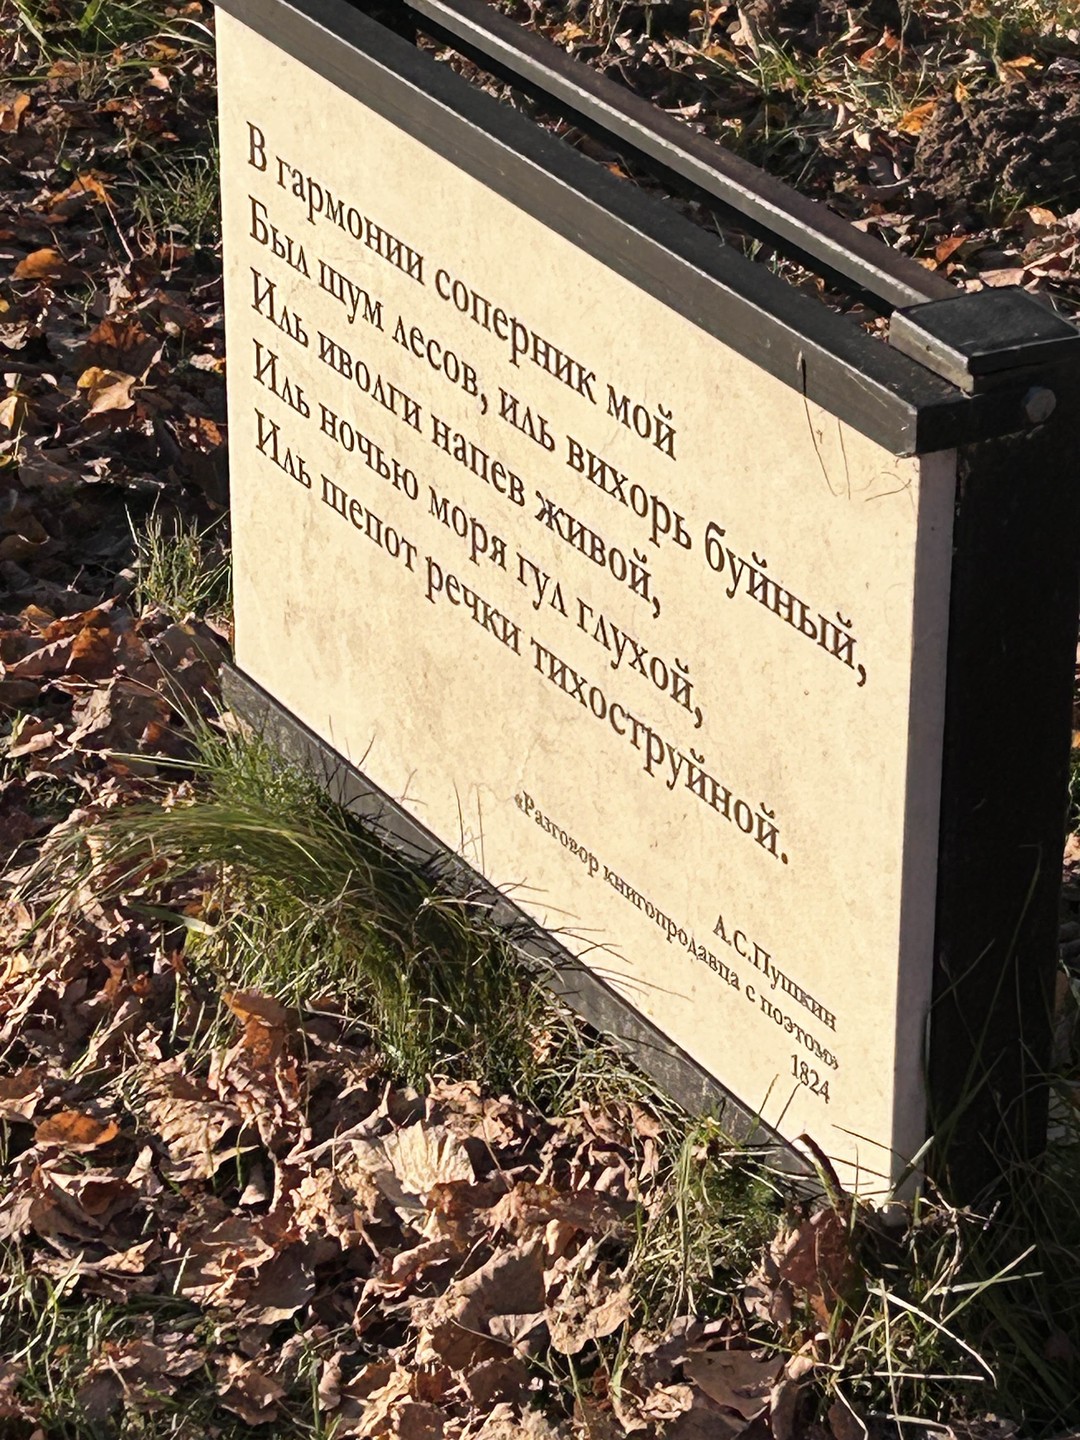 В гармонии соперник мой
Был шум лесов, иль вихорь буйный,
Иль иволги напев живой,
Иль ночью моря гул глухой,
Иль шепот речки тихоструйной.
А.С.Пушкин
«Разговор книгопродавца с поэтом»
1824